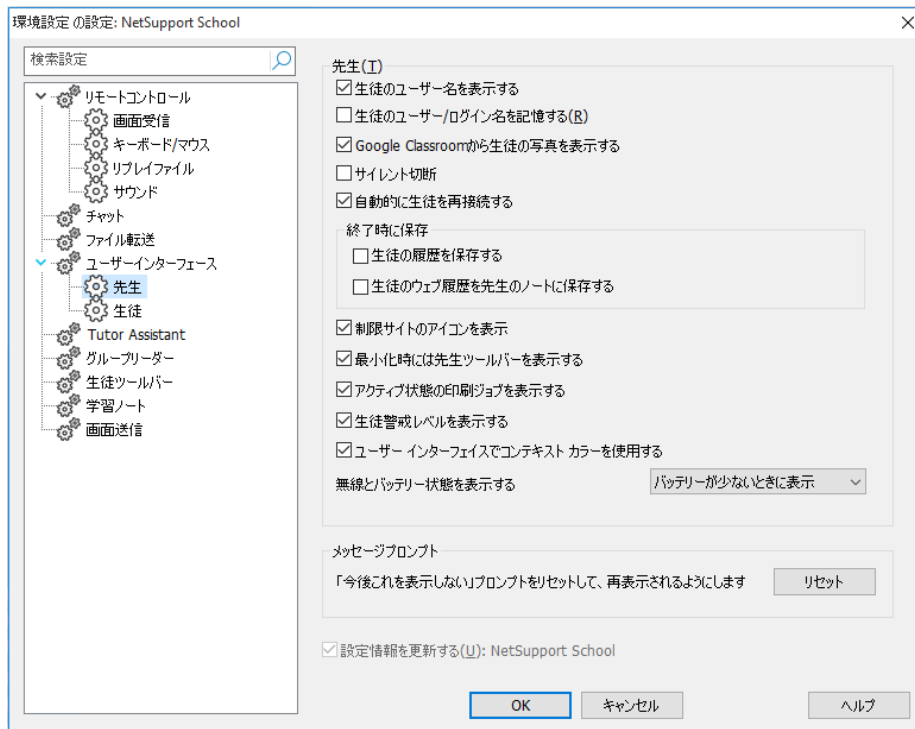 環境設定 の設定: NetSupport School
検索設定
リモートコントロール
画面受信
キーボード/マウス
リプレイファイル
サウンド
チャット
ファイル転送
ユーザーインターフェース
先生
生徒
Tutor Assistant
グループリーダー
生徒ツールバー
学習ノート
画面送信
先生(T)
生徒のユーザー名を表示する
生徒のユーザー/ログイン名を記憶する(R)
Google Classroomから生徒の写真を表示する
サイレント切断
自動的に生徒を再接続する
終了時に保存
生徒の履歴を保存する
生徒のウェブ履歴を先生のノートに保存する
制限サイトのアイコンを表示
最小化時には先生ツールバーを表示する
アクティブ状態の印刷ジョブを表示する
生徒警戒レベルを表示する
ユーザー インターフェイスでコンテキスト カラーを使用する
無線とバッテリー状態を表示する
バッテリーが少ないときに表示
メッセージプロンプト
「今後これを表示しない」プロンプトをリセットして、再表示されるようにします
リセット
設定情報を更新する(U): NetSupport School
OK
キャンセル
ヘルプ